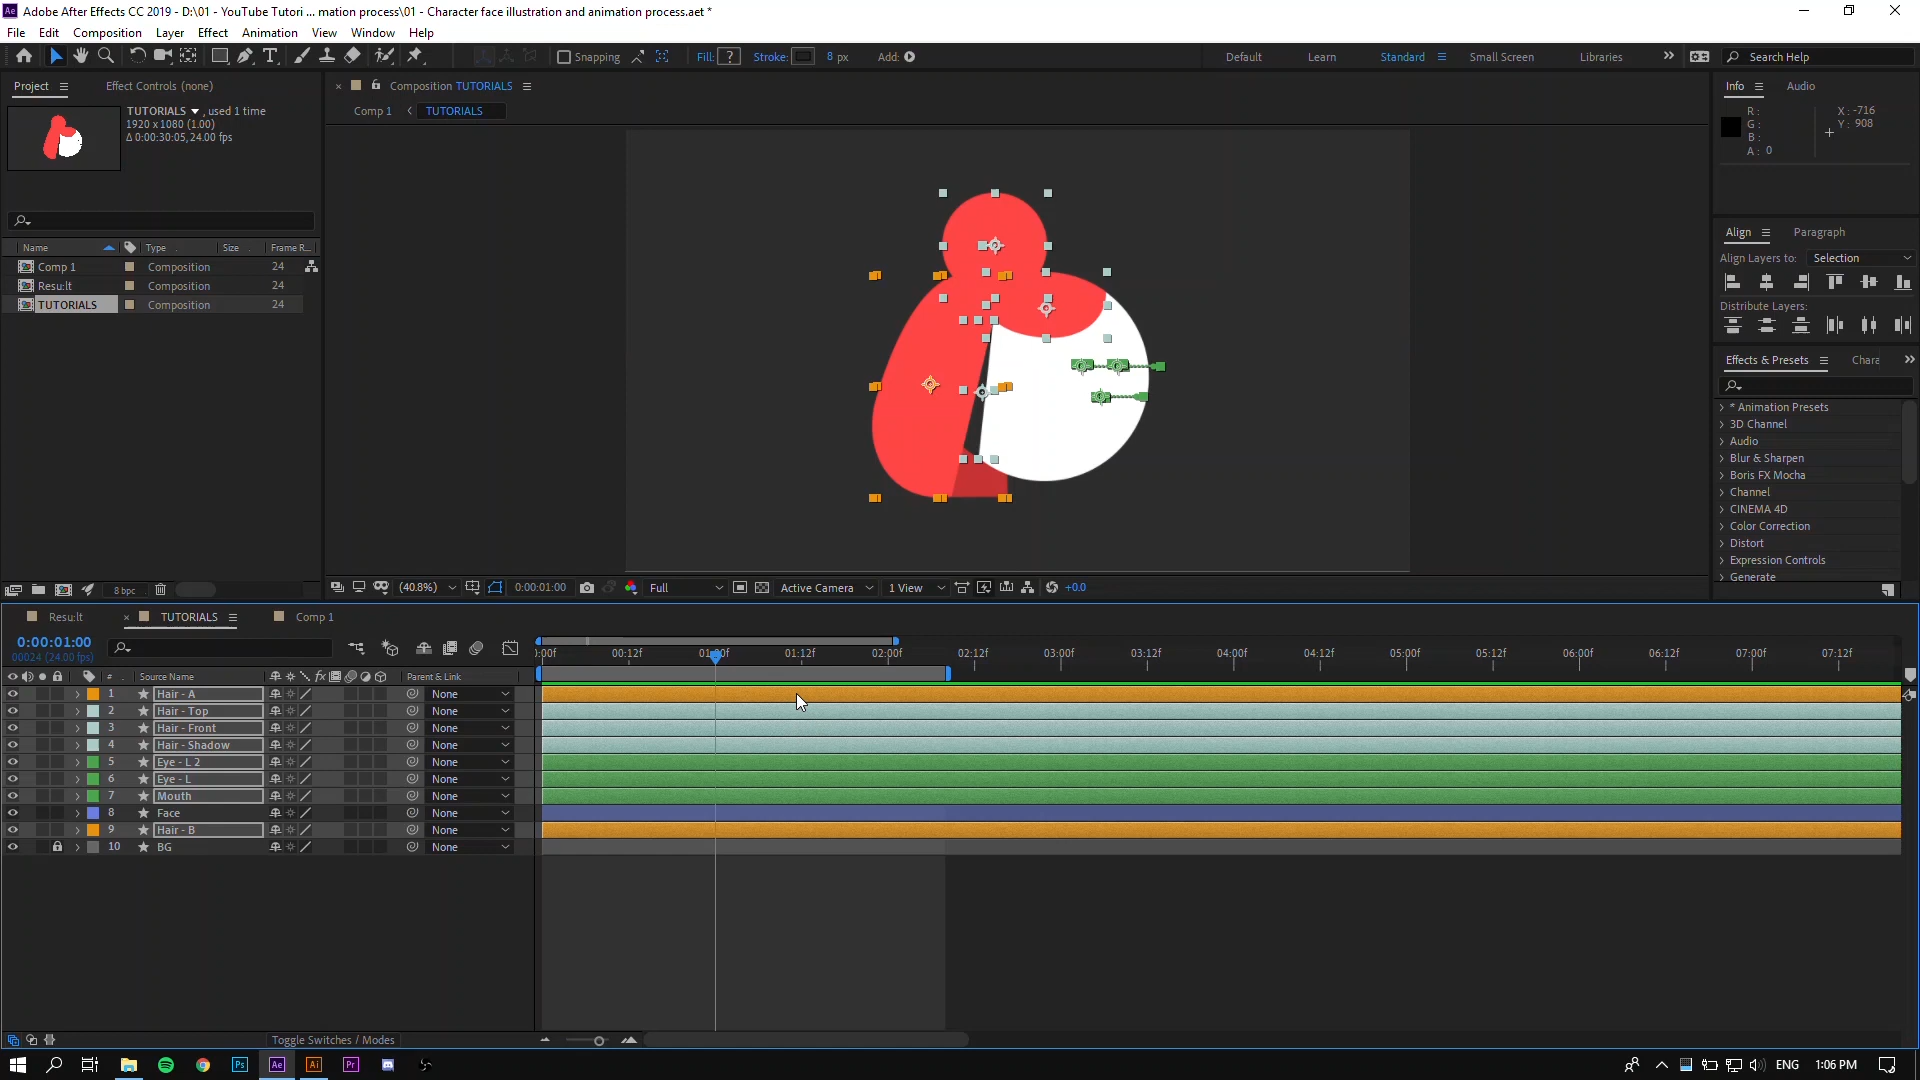 Adobe After Effects CC 2019 - D:\01 - YouTube Tutori ... mation process\01 - Character face illustration and animation process.aet *
File Edit Composition Layer Effect Animation View Window Help
Snapping Fill: ? Stroke: 8 px Add: Default Learn Standard Small Screen Libraries Search Help
Project Effect Controls (none)
TUTORIALS , used 1 time
1920 x 1080 (1.00)
Δ 0:00:30:05, 24.00 fps
Name Type Size Frame R...
Comp 1 Composition 24
Resu:lt Composition 24
TUTORIALS Composition 24
8 bpc
Composition TUTORIALS
Comp 1 TUTORIALS
(40.8%) 0:00:01:00 Full Active Camera 1 View +0.0
Info Audio
R: X: -716
G: Y: 908
B:
A: 0
Align Paragraph
Align Layers to: Selection
Distribute Layers:
Effects & Presets Chara
* Animation Presets
3D Channel
Audio
Blur & Sharpen
Boris FX Mocha
Channel
CINEMA 4D
Color Correction
Distort
Expression Controls
Generate
Resu:lt TUTORIALS Comp 1
0:00:01:00
00024 (24.00 fps)
):00f 00:12f 01:00f 01:12f 02:00f 02:12f 03:00f 03:12f 04:00f 04:12f 05:00f 05:12f 06:00f 06:12f 07:00f 07:12f
# Source Name fx Parent & Link
1 Hair - A None
2 Hair - Top None
3 Hair - Front None
4 Hair - Shadow None
5 Eye - L 2 None
6 Eye - L None
7 Mouth None
8 Face None
9 Hair - B None
10 BG None
Toggle Switches / Modes
Ps Ae Ai Pr ENG 1:06 PM